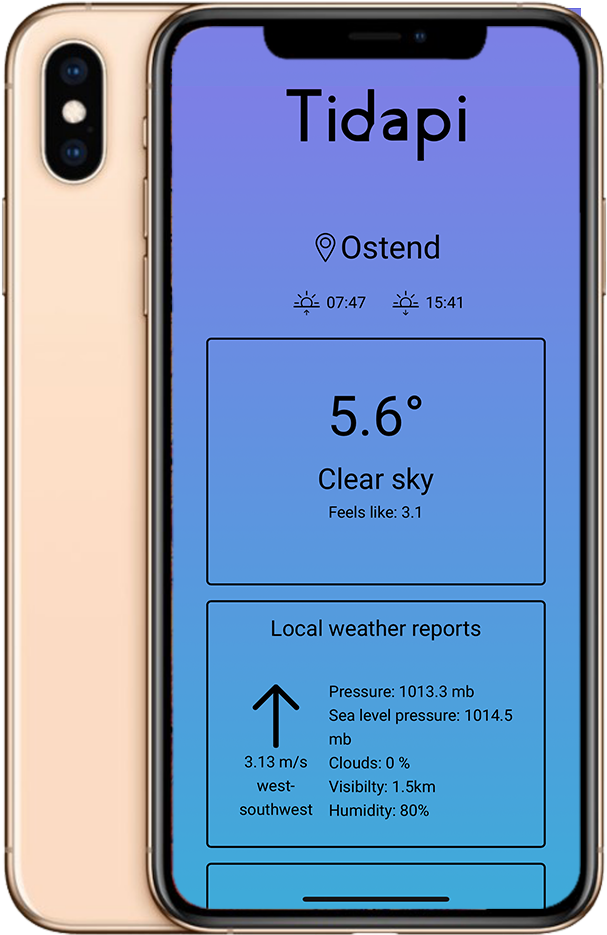 Tidapi
Ostend
07:47 15:41
5.6°
Clear sky
Feels like: 3.1
Local weather reports
3.13 m/s
west-
southwest
Pressure: 1013.3 mb
Sea level pressure: 1014.5
mb
Clouds: 0 %
Visibilty: 1.5km
Humidity: 80%